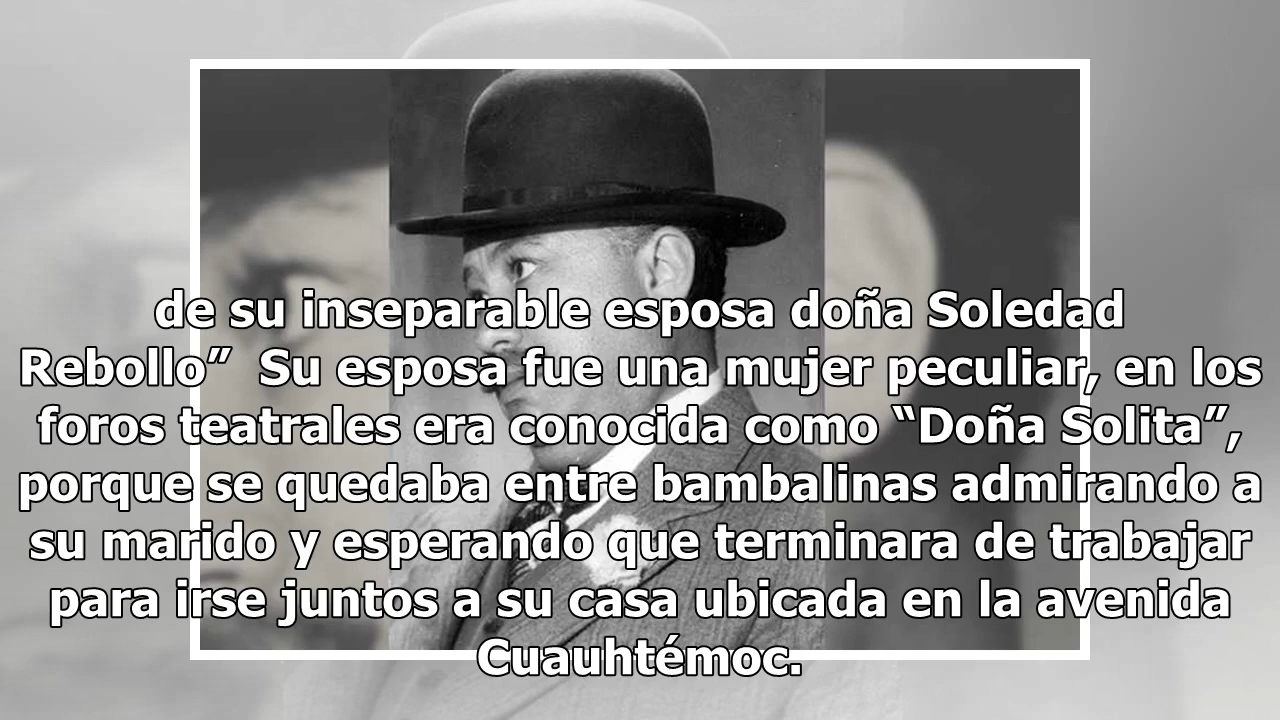 de su inseparable esposa doña Soledad
Rebollo” Su esposa fue una mujer peculiar, en los
foros teatrales era conocida como “Doña Solita”,
porque se quedaba entre bambalinas admirando a
su marido y esperando que terminara de trabajar
para irse juntos a su casa ubicada en la avenida
Cuauhtémoc.